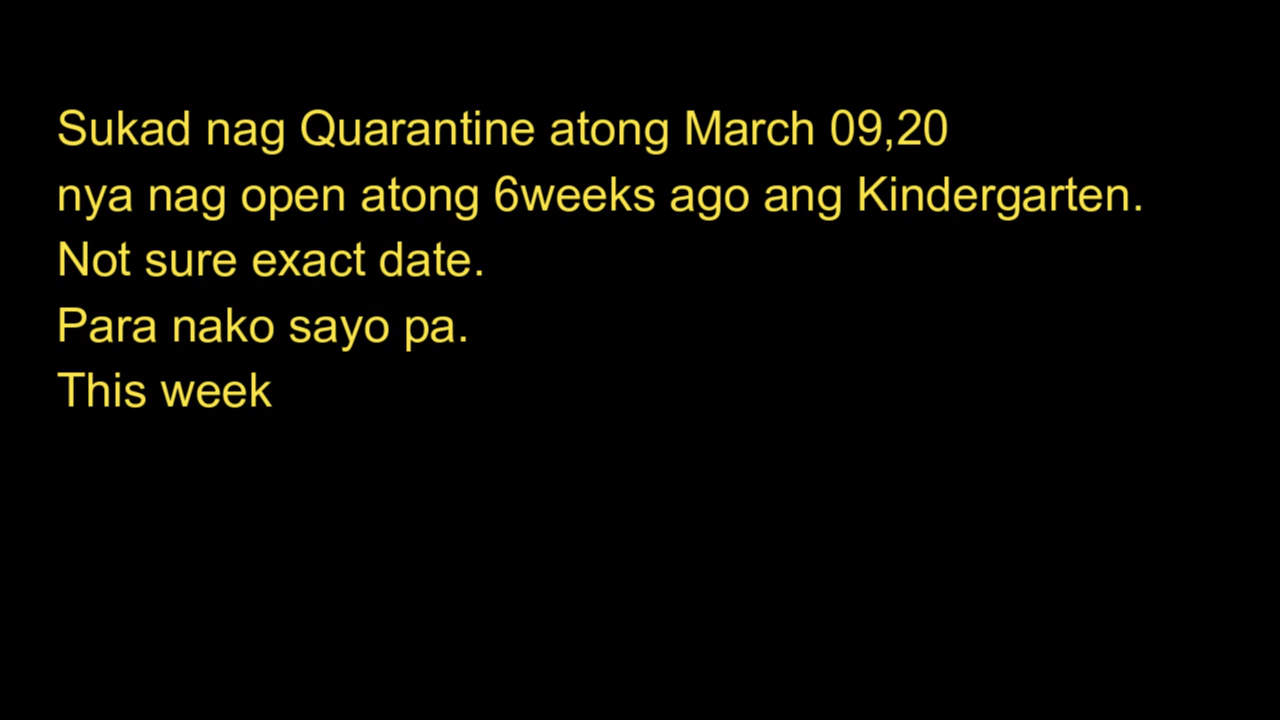 Sukad nag Quarantine atong March 09,20
nya nag open atong 6weeks ago ang Kindergarten.
Not sure exact date.
Para nako sayo pa.
This week